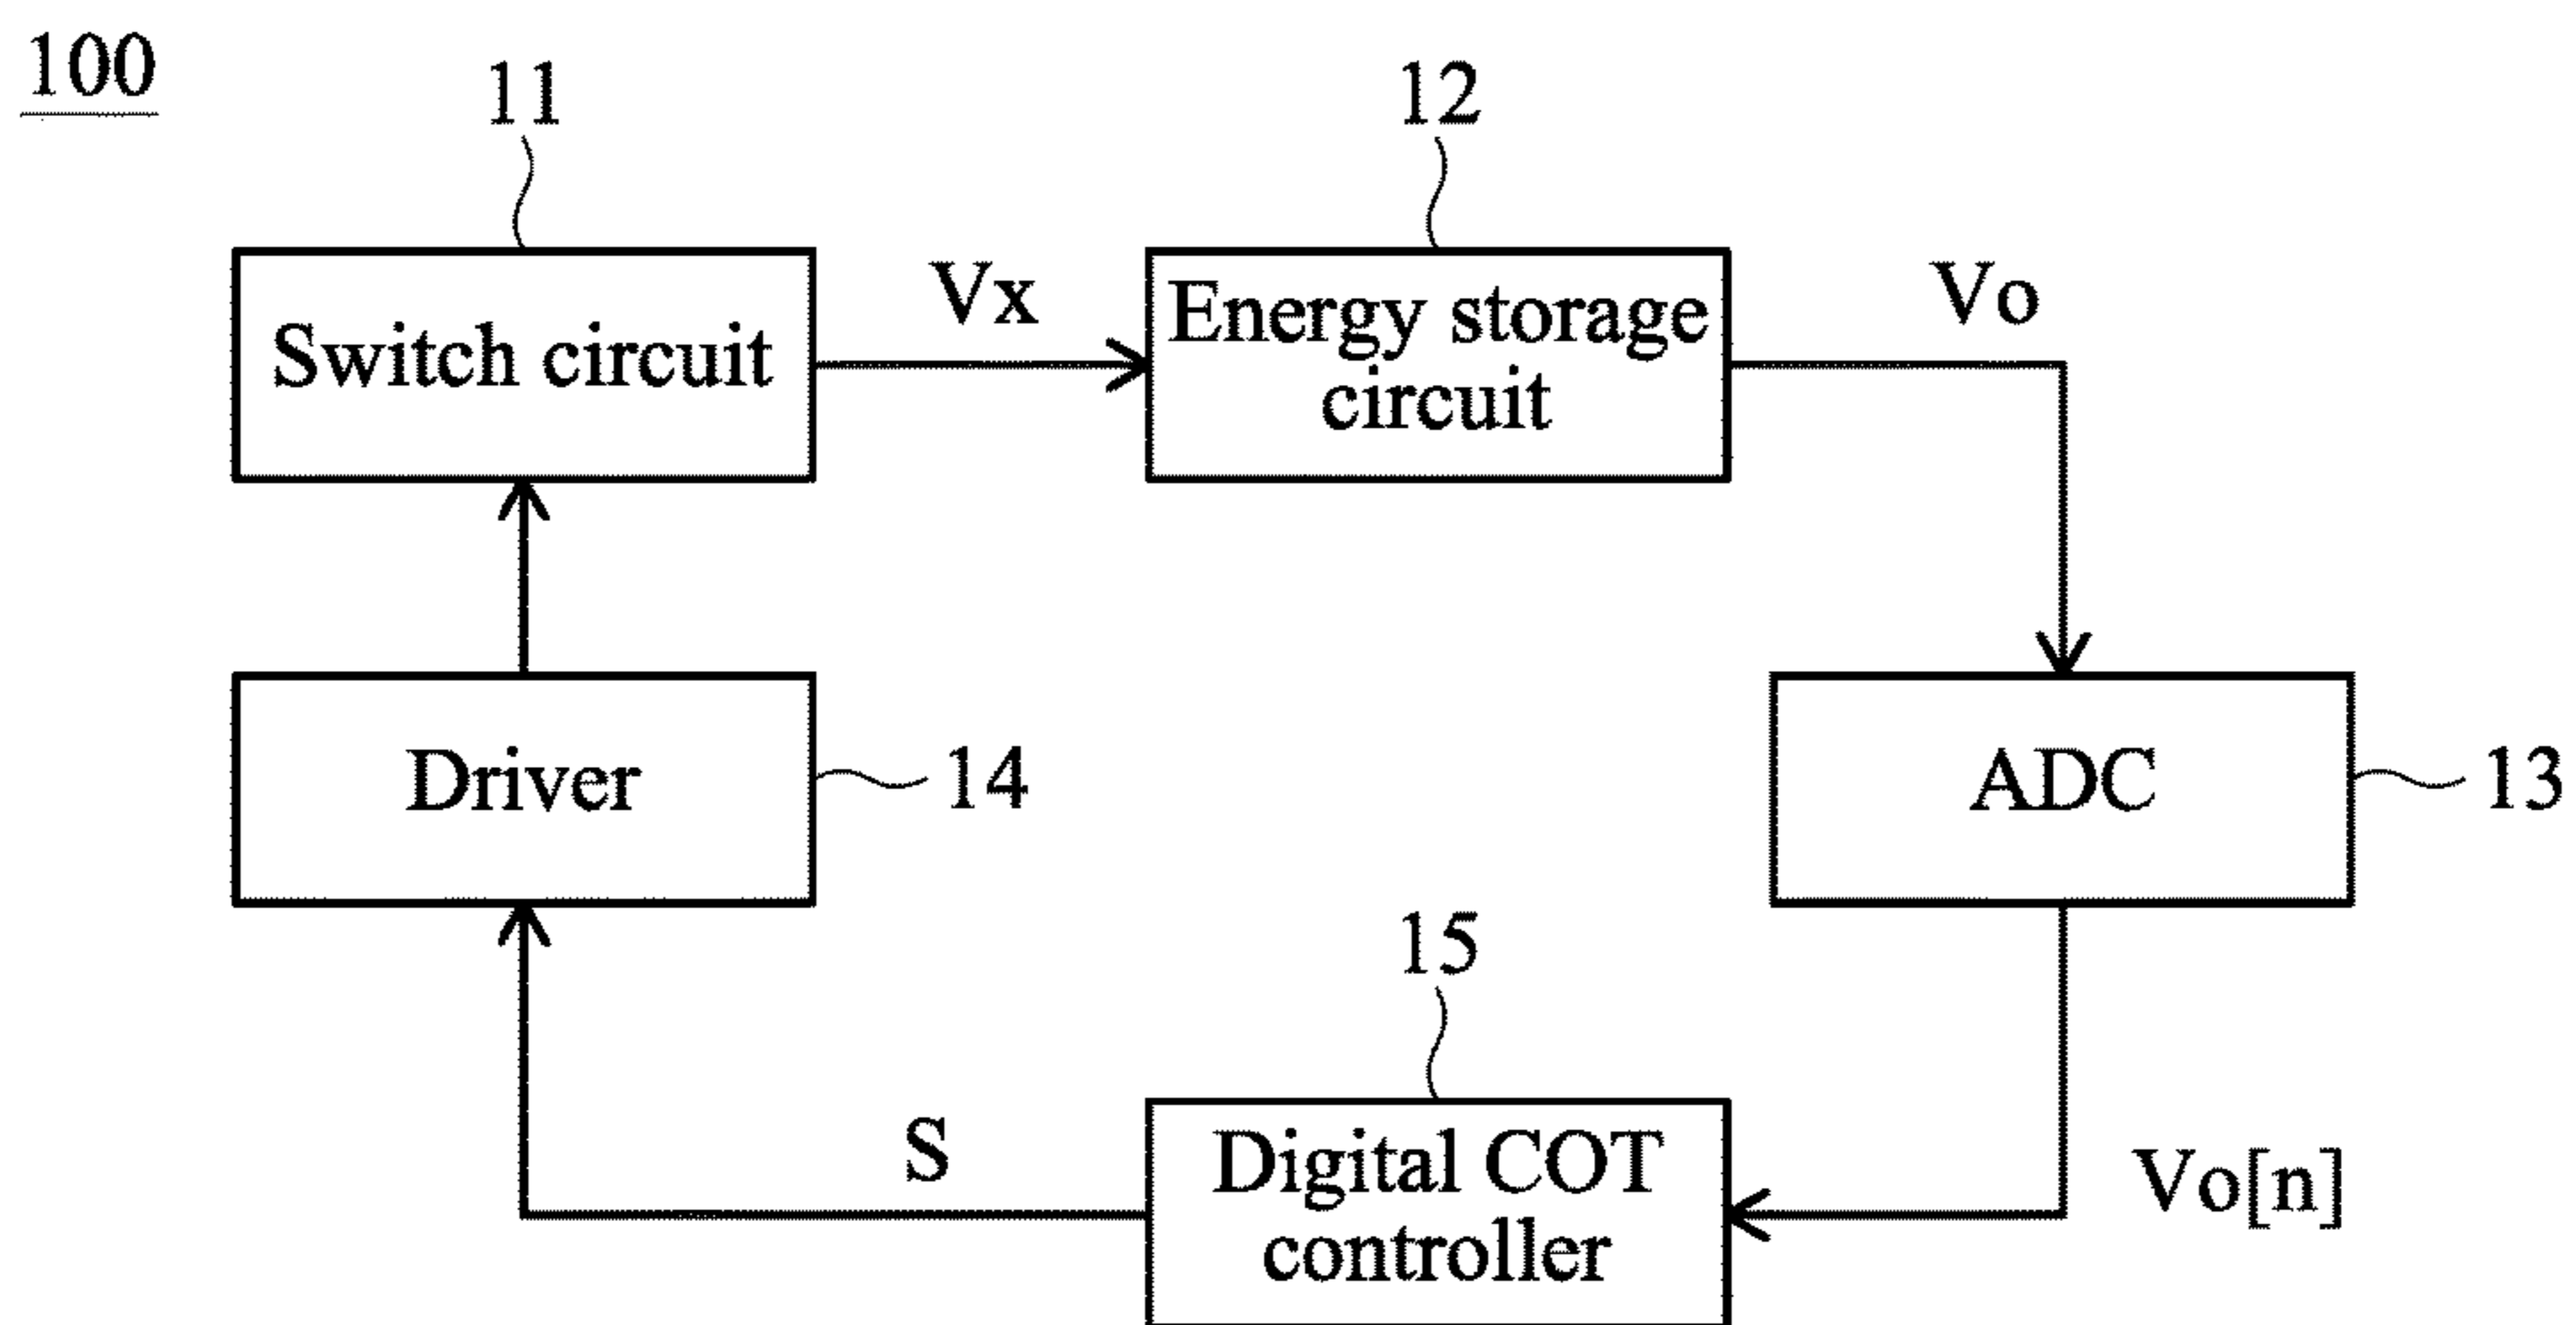 100
11
12
Switch circuit
Vx
Energy storage
circuit
Vo
Driver
14
ADC
13
15
S
Digital COT
controller
Vo[n]